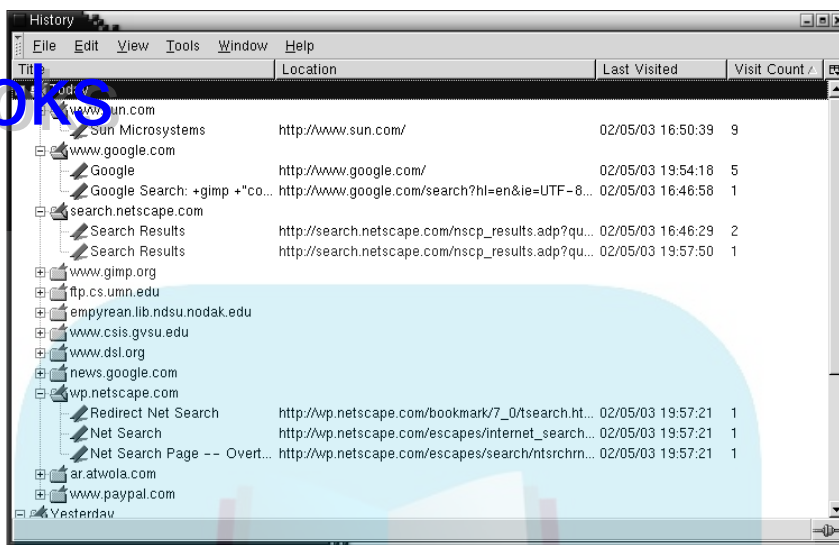 History
File Edit View Tools Window Help
Title Location Last Visited Visit Count
Today
oks
www.sun.com
Sun Microsystems http://www.sun.com/ 02/05/03 16:50:39 9
www.google.com
Google http://www.google.com/ 02/05/03 19:54:18 5
Google Search: +gimp +"co... http://www.google.com/search?hl=en&ie=UTF-8... 02/05/03 16:46:58 1
search.netscape.com
Search Results http://search.netscape.com/nscp_results.adp?qu... 02/05/03 16:46:29 2
Search Results http://search.netscape.com/nscp_results.adp?qu... 02/05/03 19:57:50 1
www.gimp.org
ftp.cs.umn.edu
empyrean.lib.ndsu.nodak.edu
www.csis.gvsu.edu
www.dsl.org
news.google.com
wp.netscape.com
Redirect Net Search http://wp.netscape.com/bookmark/7_0/tsearch.ht... 02/05/03 19:57:21 1
Net Search http://wp.netscape.com/escapes/internet_search... 02/05/03 19:57:21 1
Net Search Page -- Overt... http://wp.netscape.com/escapes/search/ntsrchrn... 02/05/03 19:57:21 1
ar.atwola.com
www.paypal.com
Yesterday